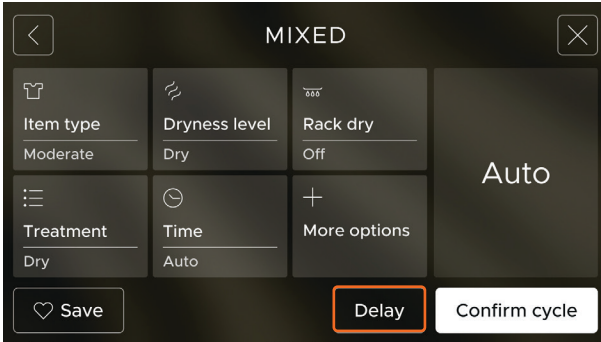 MIXED
Item type
Moderate
Dryness level
Dry
Rack dry
Off
Auto
Treatment
Dry
Time
Auto
More options
Save
Delay
Confirm cycle